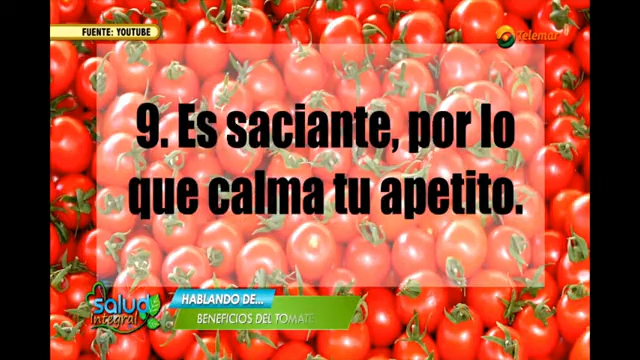 FUENTE: YOUTUBE
Telemar
9. Es saciante, por lo
que calma tu apetito.
salud
Integral
HABLANDO DE...
BENEFICIOS DEL TOMATE